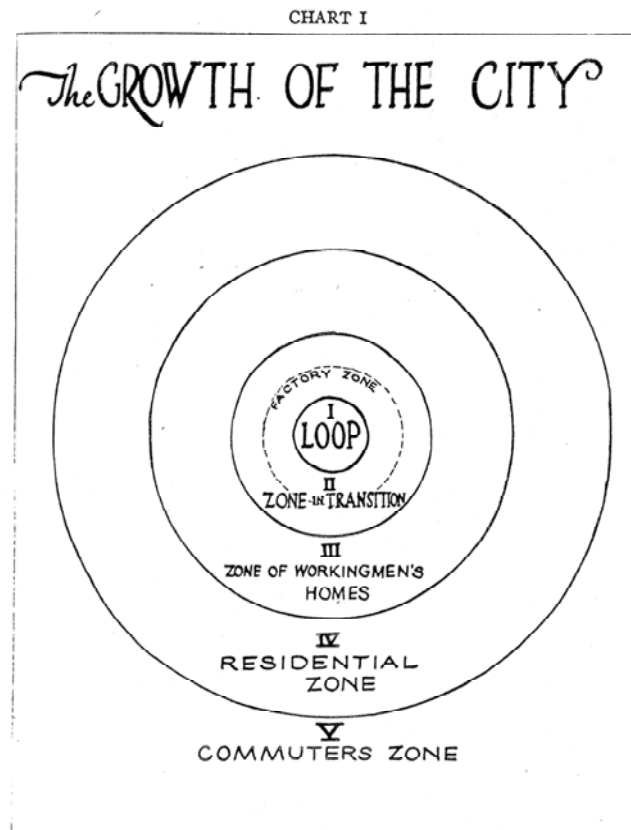 CHART I
The GROWTH OF THE CITY
FACTORY ZONE
I
LOOP
II
ZONE-IN TRANSITION
III
ZONE OF WORKINGMEN'S
HOMES
IV
RESIDENTIAL
ZONE
V
COMMUTERS ZONE